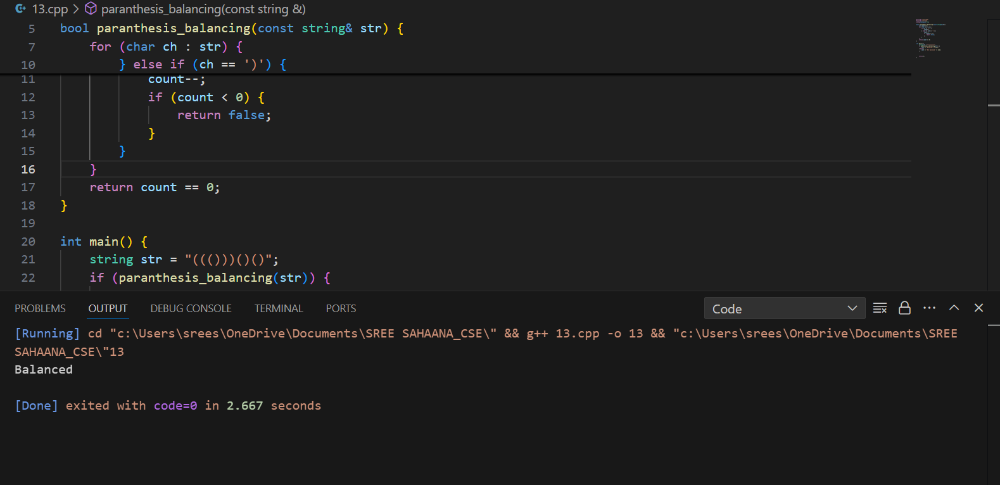 13.cpp > paranthesis_balancing(const string &)
5 bool paranthesis_balancing(const string& str) {
7 for (char ch : str) {
10 } else if (ch == ')') {
11 count--;
12 if (count < 0) {
13 return false;
14 }
15 }
16 }
17 return count == 0;
18 }
19
20 int main() {
21 string str = "((()))()()";
22 if (paranthesis_balancing(str)) {
PROBLEMS OUTPUT DEBUG CONSOLE TERMINAL PORTS Code
[Running] cd "c:\Users\srees\OneDrive\Documents\SREE SAHAANA_CSE\" && g++ 13.cpp -o 13 && "c:\Users\srees\OneDrive\Documents\SREE
SAHAANA_CSE\"13
Balanced
[Done] exited with code=0 in 2.667 seconds